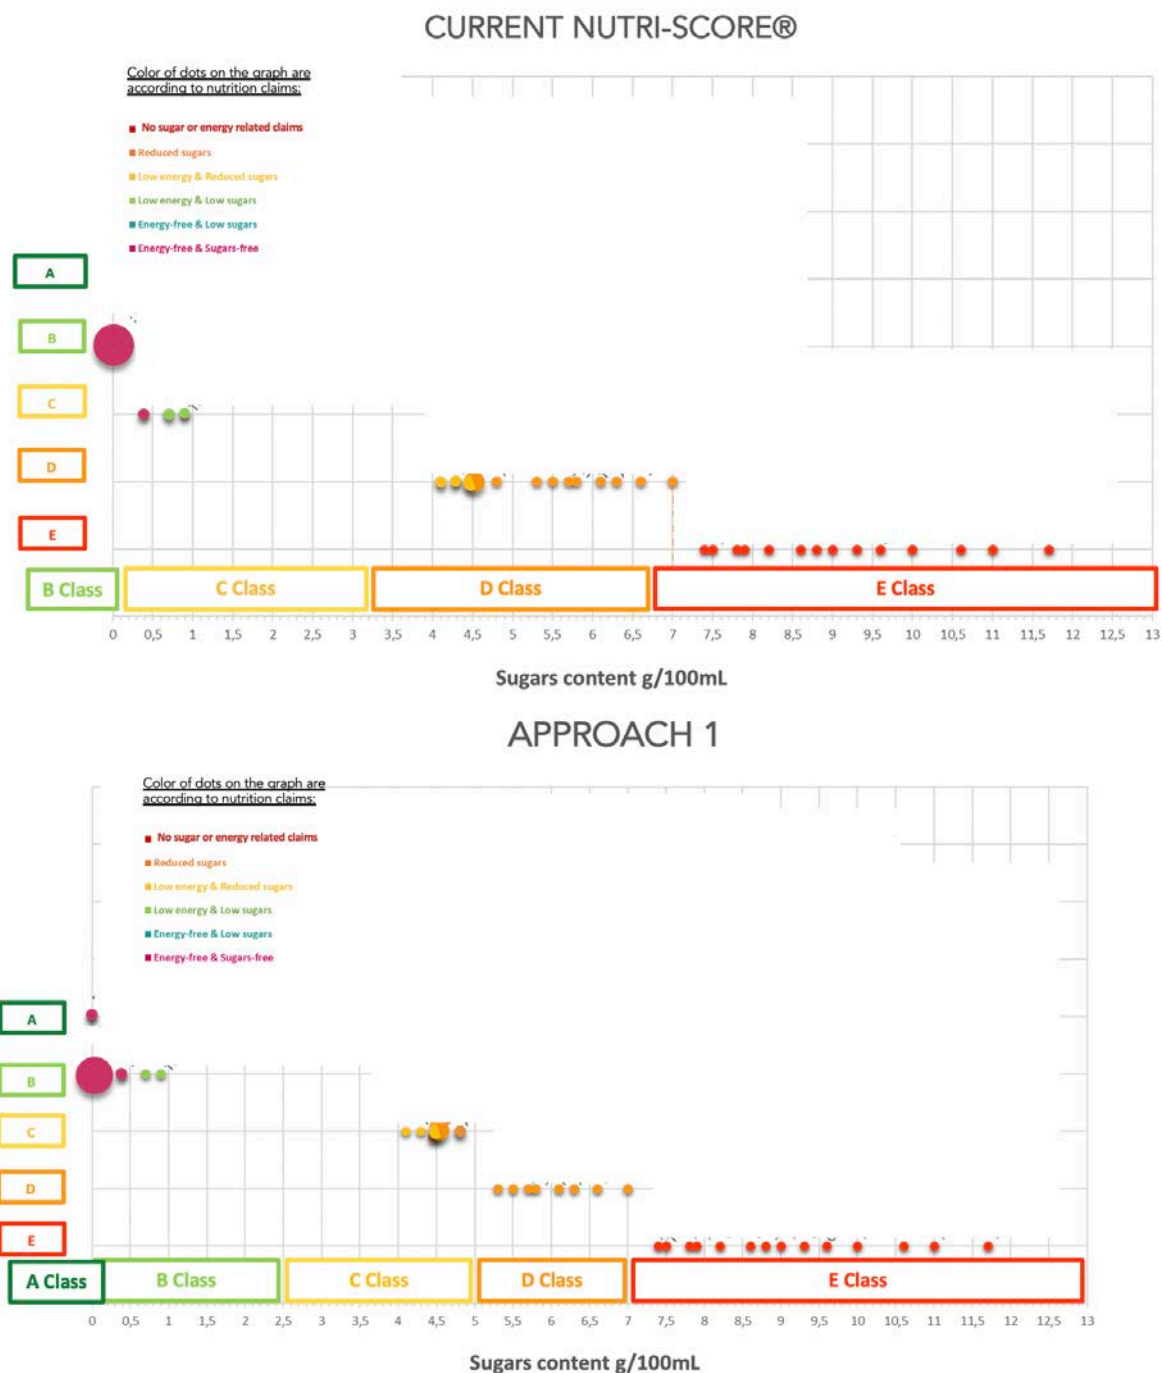 CURRENT NUTRI-SCORE®
Color of dots on the graph are
according to nutrition claims:
No sugar or energy related claims
Reduced sugars
Low energy & Reduced sugars
Low energy & Low sugars
Energy-free & Low sugars
Energy-free & Sugars-free
A
B
C
D
E
B Class C Class D Class E Class
0 0,5 1 1,5 2 2,5 3 3,5 4 4,5 5 5,5 6 6,5 7 7,5 8 8,5 9 9,5 10 10,5 11 11,5 12 12,5 13
Sugars content g/100mL
APPROACH 1
Color of dots on the graph are
according to nutrition claims:
No sugar or energy related claims
Reduced sugars
Low energy & Reduced sugars
Low energy & Low sugars
Energy-free & Low sugars
Energy-free & Sugars-free
A
B
C
D
E
A Class B Class C Class D Class E Class
0 0,5 1 1,5 2 2,5 3 3,5 4 4,5 5 5,5 6 6,5 7 7,5 8 8,5 9 9,5 10 10,5 11 11,5 12 12,5 13
Sugars content g/100mL